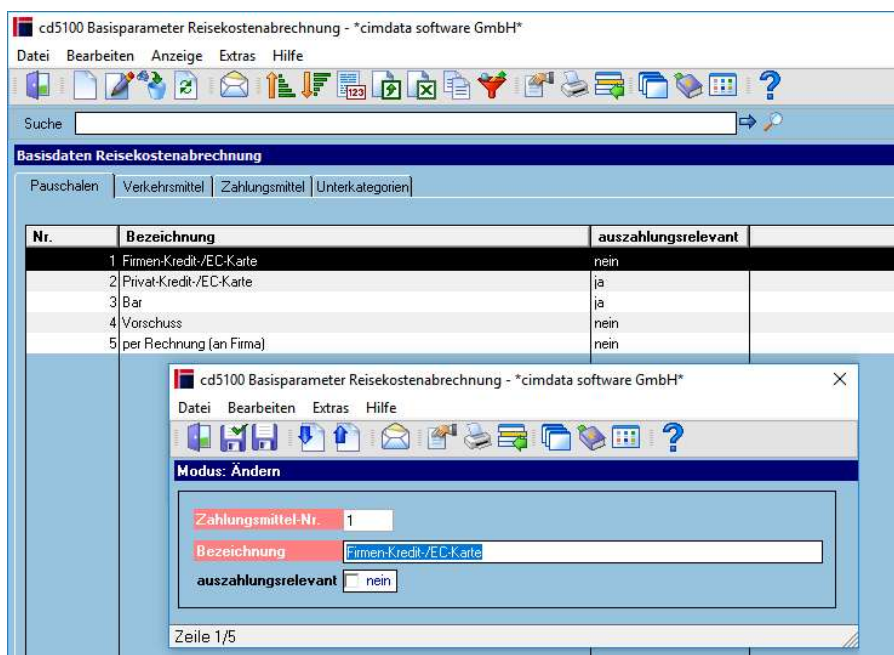 cd5100 Basisparameter Reisekostenabrechnung - *cimdata software GmbH*
Datei Bearbeiten Anzeige Extras Hilfe
123
Suche
Basisdaten Reisekostenabrechnung
Pauschalen Verkehrsmittel Zahlungsmittel Unterkategorien
Nr. Bezeichnung auszahlungsrelevant
1 Firmen-Kredit-/EC-Karte nein
2 Privat-Kredit-/EC-Karte ja
3 Bar ja
4 Vorschuss nein
5 per Rechnung (an Firma) nein
cd5100 Basisparameter Reisekostenabrechnung - *cimdata software GmbH*
Datei Bearbeiten Extras Hilfe
Modus: Ändern
Zahlungsmittel-Nr. 1
Bezeichnung Firmen-Kredit-/EC-Karte
auszahlungsrelevant nein
Zeile 1/5